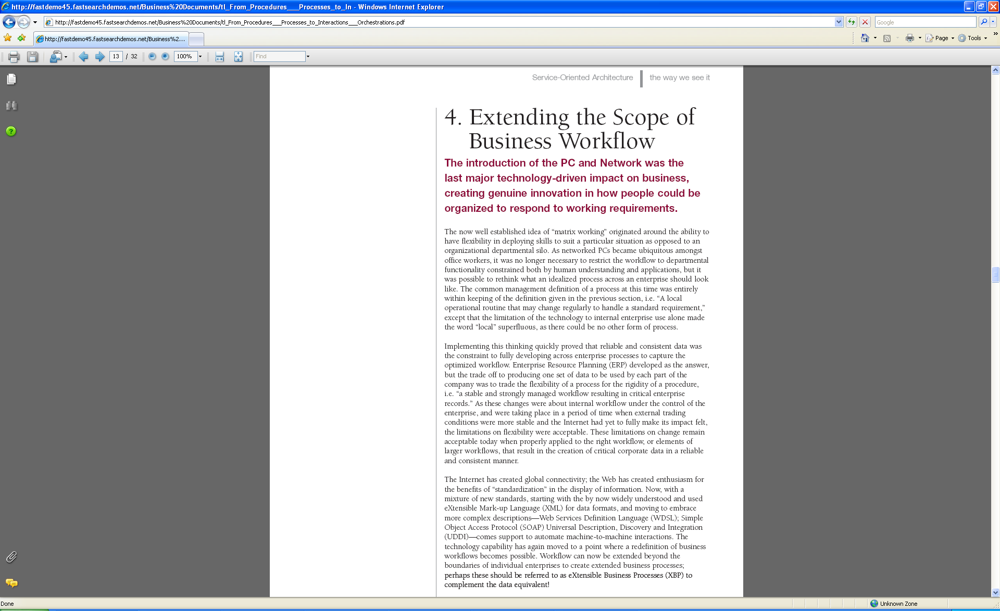 http://fastdemo45.fastsearchdemos.net/Business%20Documents/tl_From_Procedures___Processes_to_In - Windows Internet Explorer
http://fastdemo45.fastsearchdemos.net/Business%20Documents/tl_From_Procedures___Processes_to_Interactions___Orchestrations.pdf
Google
http://fastdemo45.fastsearchdemos.net/Business%2...
Page
Tools
13 / 32
100%
Find
Service-Oriented Architecture
the way we see it
4. Extending the Scope of
Business Workflow
The introduction of the PC and Network was the
last major technology-driven impact on business,
creating genuine innovation in how people could be
organized to respond to working requirements.
The now well established idea of “matrix working” originated around the ability to
have flexibility in deploying skills to suit a particular situation as opposed to an
organizational departmental silo. As networked PCs became ubiquitous amongst
office workers, it was no longer necessary to restrict the workflow to departmental
functionality constrained both by human understanding and applications, but it
was possible to rethink what an idealized process across an enterprise should look
like. The common management definition of a process at this time was entirely
within keeping of the definition given in the previous section, i.e. “A local
operational routine that may change regularly to handle a standard requirement,”
except that the limitation of the technology to internal enterprise use alone made
the word “local” superfluous, as there could be no other form of process.
Implementing this thinking quickly proved that reliable and consistent data was
the constraint to fully developing across enterprise processes to capture the
optimized workflow. Enterprise Resource Planning (ERP) developed as the answer,
but the trade off to producing one set of data to be used by each part of the
company was to trade the flexibility of a process for the rigidity of a procedure,
i.e. “a stable and strongly managed workflow resulting in critical enterprise
records.” As these changes were about internal workflow under the control of the
enterprise, and were taking place in a period of time when external trading
conditions were more stable and the Internet had yet to fully make its impact felt,
the limitations on flexibility were acceptable. These limitations on change remain
acceptable today when properly applied to the right workflow, or elements of
larger workflows, that result in the creation of critical corporate data in a reliable
and consistent manner.
The Internet has created global connectivity; the Web has created enthusiasm for
the benefits of “standardization” in the display of information. Now, with a
mixture of new standards, starting with the by now widely understood and used
eXtensible Mark-up Language (XML) for data formats, and moving to embrace
more complex descriptions—Web Services Definition Language (WDSL); Simple
Object Access Protocol (SOAP) Universal Description, Discovery and Integration
(UDDI)—comes support to automate machine-to-machine interactions. The
technology capability has again moved to a point where a redefinition of business
workflows becomes possible. Workflow can now be extended beyond the
boundaries of individual enterprises to create extended business processes;
perhaps these should be referred to as eXtensible Business Processes (XBP) to
complement the data equivalent!
Done
Unknown Zone